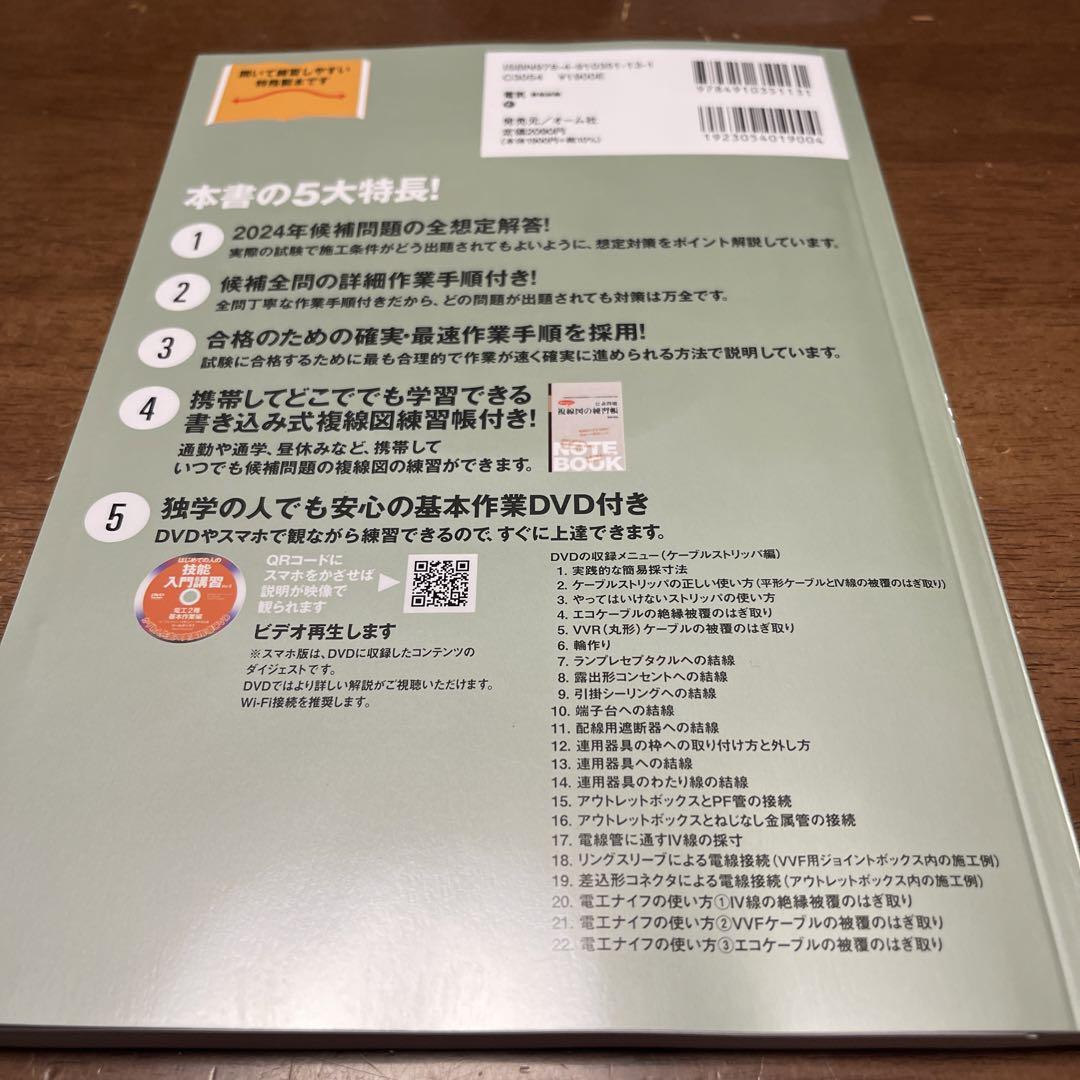 開いて練習しやすい
特殊製本です
ISBN978-4-910351-13-1
C3054 ¥1900E
9784910351131
1923054019004
発売元/オーム社
定価2090円
(本体1900円+税10%)
本書の5大特長!
1
2024年候補問題の全想定解答!
実際の試験で施工条件がどう出題されてもよいように、想定対策をポイント解説しています。
2
候補全問の詳細作業手順付き!
全問丁寧な作業手順付きだから、どの問題が出題されても対策は万全です。
3
合格のための確実・最速作業手順を採用!
試験に合格するために最も合理的で作業が速く確実に進められる方法で説明しています。
4
携帯してどこででも学習できる
書き込み式複線図練習帳付き!
通勤や通学、昼休みなど、携帯して
いつでも候補問題の複線図の練習ができます。
公表問題
複線図の練習帳
NOTE
BOOK
5
独学の人でも安心の基本作業DVD付き
DVDやスマホで観ながら練習できるので、すぐに上達できます。
はじめての人の
技能
入門講習
電工2種
基本作業編
QRコードに
スマホをかざせば
説明が映像で
観られます
ビデオ再生します
※スマホ版は、DVDに収録したコンテンツの
ダイジェストです。
DVDではより詳しい解説がご視聴いただけます。
Wi-Fi接続を推奨します。
DVDの収録メニュー(ケーブルストリッパ編)
1. 実践的な簡易採寸法
2. ケーブルストリッパの正しい使い方(平形ケーブルとIV線の被覆のはぎ取り)
3. やってはいけないストリッパの使い方
4. エコケーブルの絶縁被覆のはぎ取り
5. VVR(丸形)ケーブルの被覆のはぎ取り
6. 輪作り
7. ランプレセプタクルへの結線
8. 露出形コンセントへの結線
9. 引掛シーリングへの結線
10. 端子台への結線
11. 配線用遮断器への結線
12. 連用器具の枠への取り付け方と外し方
13. 連用器具への結線
14. 連用器具のわたり線の結線
15. アウトレットボックスとPF管の接続
16. アウトレットボックスとねじなし金属管の接続
17. 電線管に通すIV線の採寸
18. リングスリーブによる電線接続(VVF用ジョイントボックス内の施工例)
19. 差込形コネクタによる電線接続(アウトレットボックス内の施工例)
20. 電工ナイフの使い方①IV線の絶縁被覆のはぎ取り
21. 電工ナイフの使い方②VVFケーブルの被覆のはぎ取り
22. 電工ナイフの使い方③エコケーブルの被覆のはぎ取り